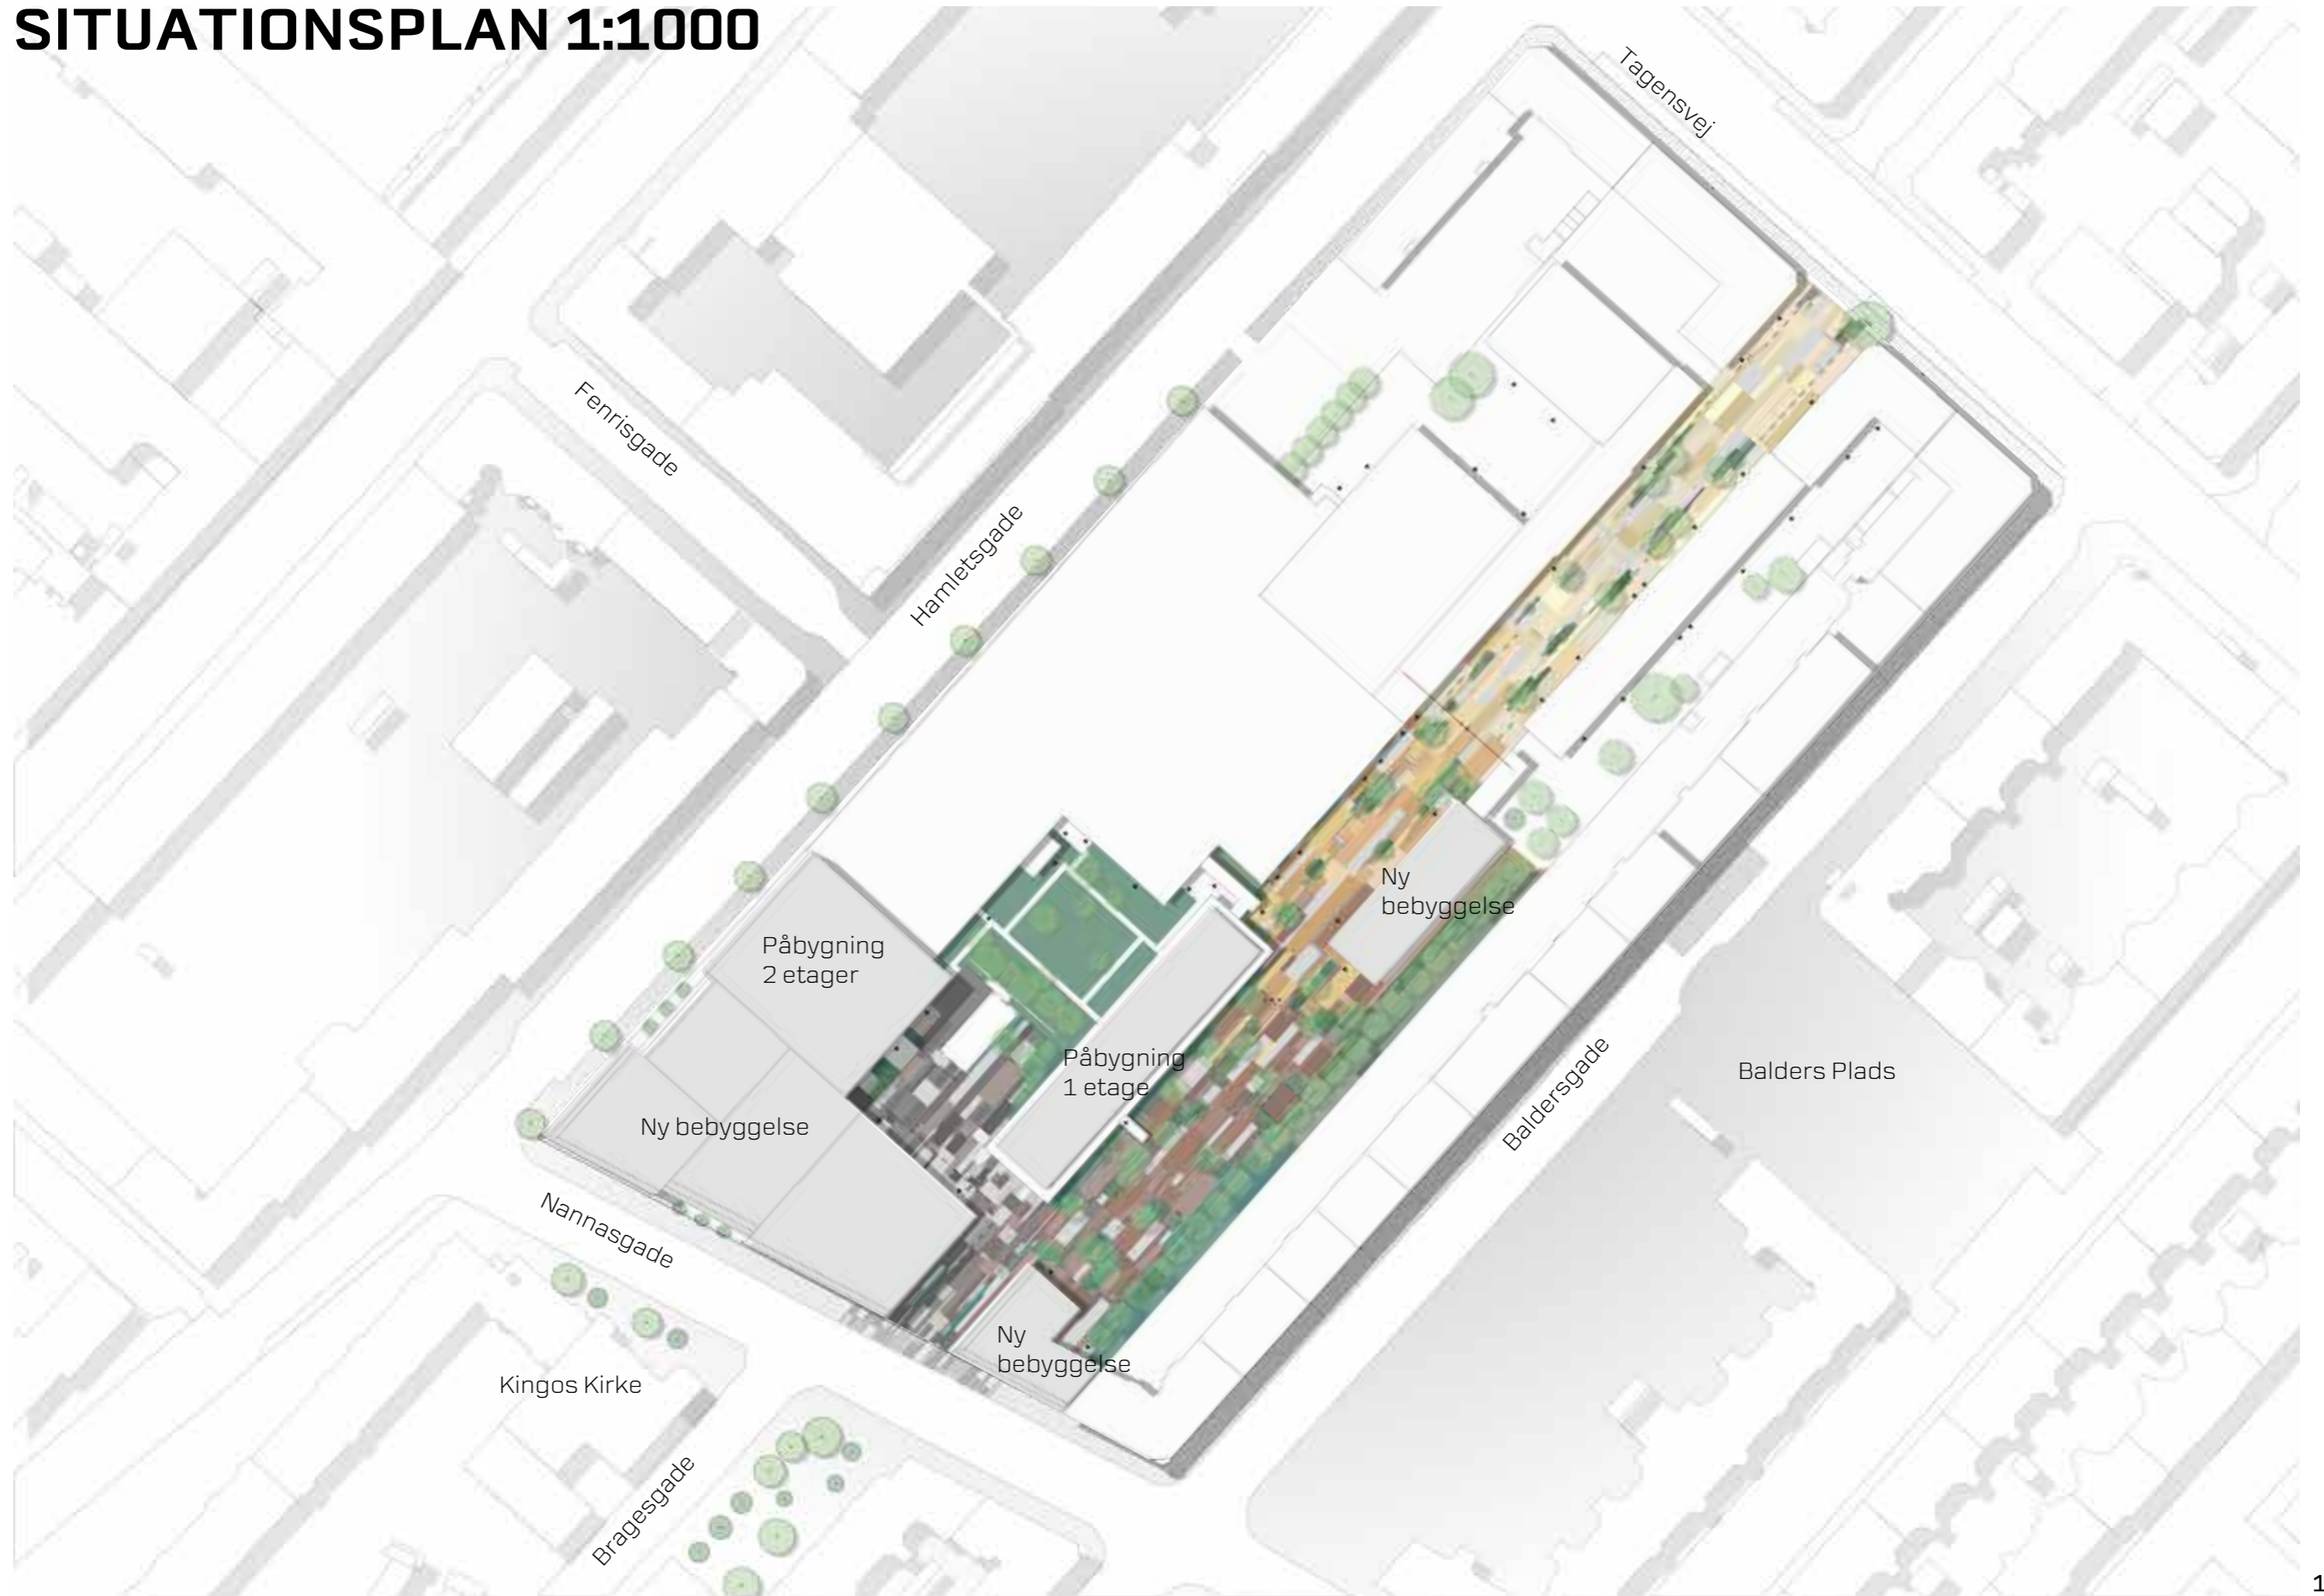 SITUATIONSPLAN 1:1000
Tagensvej
Fenrisgade
Hamletsgade
Ny
bebyggelse
Påbygning
2 etager
Påbygning
1 etage
Baldersgade
Balders Plads
Ny bebyggelse
Nannasgade
Ny
bebyggelse
Kingos Kirke
Bragesgade
1